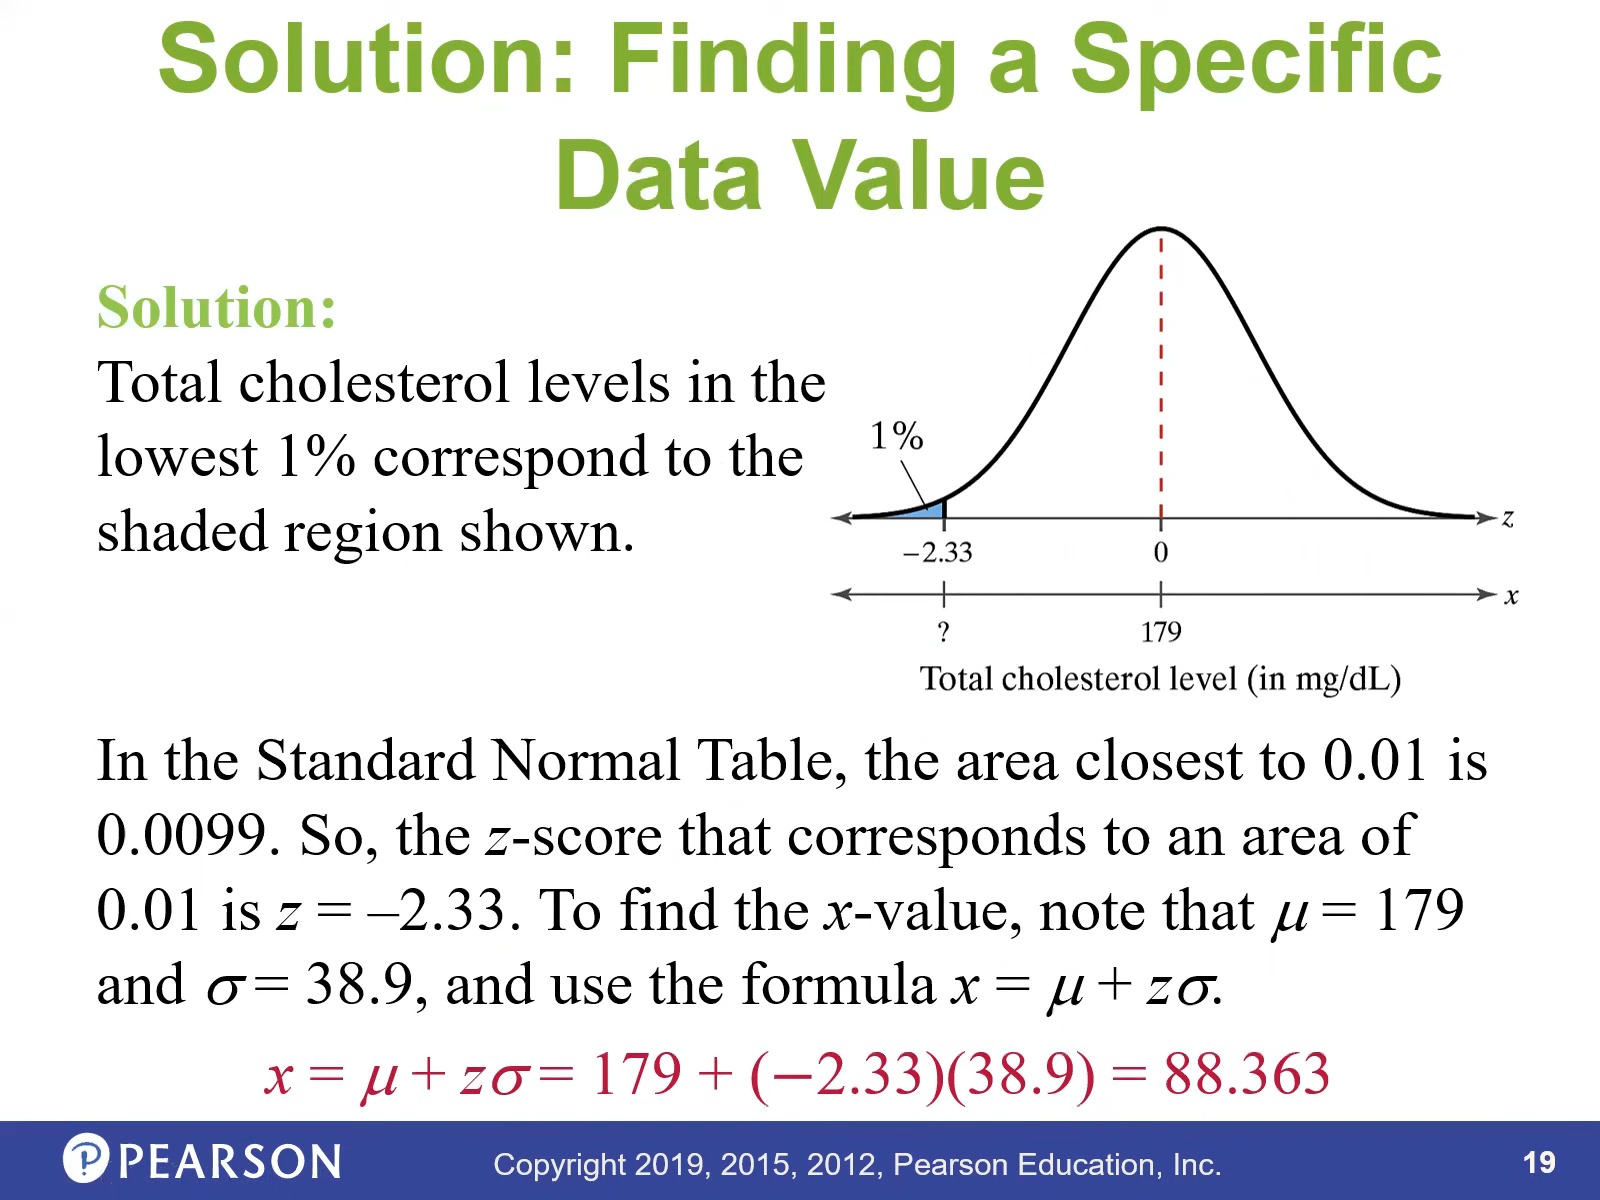 Solution: Finding a Specific
Data Value
Solution:
Total cholesterol levels in the
lowest 1% correspond to the
shaded region shown.
1%
z
−2.33 0
x
? 179
Total cholesterol level (in mg/dL)
In the Standard Normal Table, the area closest to 0.01 is
0.0099. So, the z-score that corresponds to an area of
0.01 is z = –2.33. To find the x-value, note that μ = 179
and σ = 38.9, and use the formula x = μ + zσ.
x = μ + zσ = 179 + (−2.33)(38.9) = 88.363
PEARSON
Copyright 2019, 2015, 2012, Pearson Education, Inc.
19